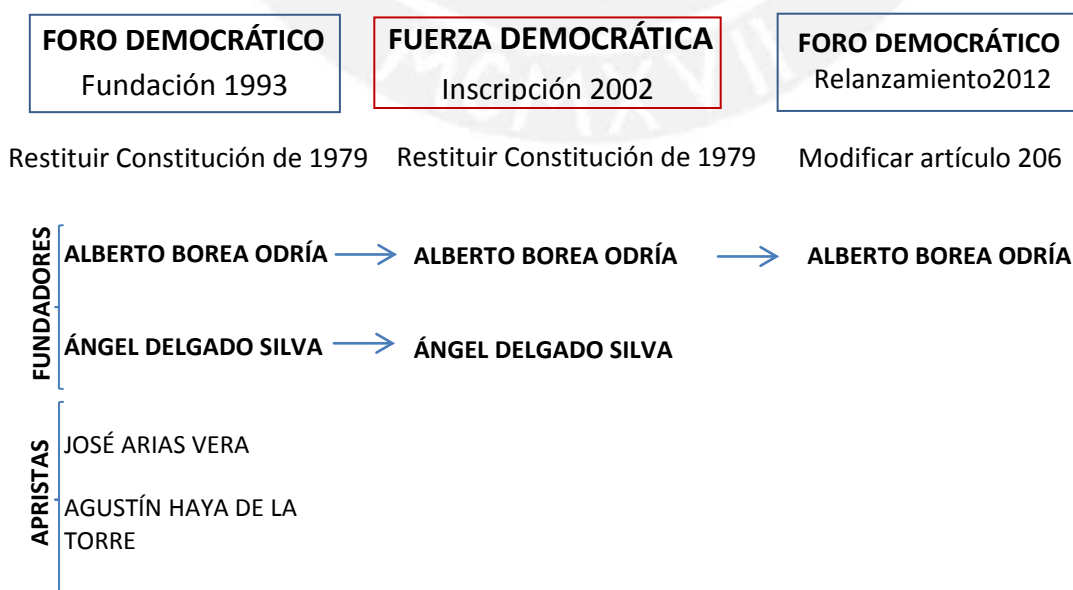 FORO DEMOCRÁTICO
Fundación 1993
FUERZA DEMOCRÁTICA
Inscripción 2002
FORO DEMOCRÁTICO
Relanzamiento2012
Restituir Constitución de 1979
Restituir Constitución de 1979
Modificar artículo 206
FUNDADORES
ALBERTO BOREA ODRÍA
ALBERTO BOREA ODRÍA
ALBERTO BOREA ODRÍA
ÁNGEL DELGADO SILVA
ÁNGEL DELGADO SILVA
APRISTAS
JOSÉ ARIAS VERA
AGUSTÍN HAYA DE LA
TORRE